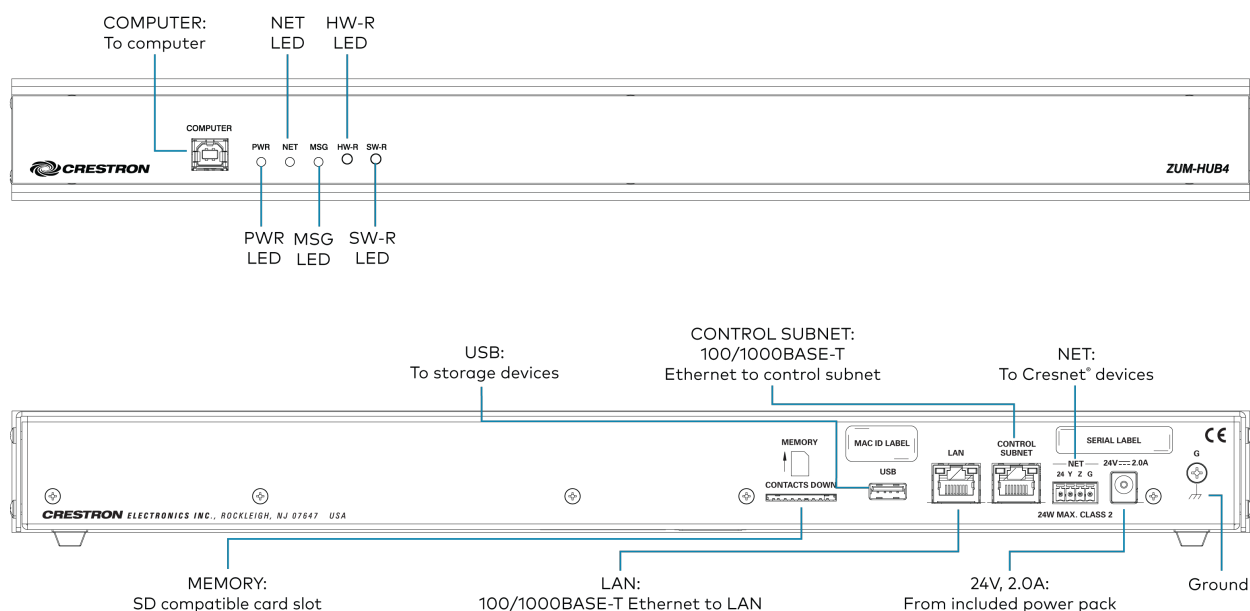 COMPUTER:
To computer
NET
LED
HW-R
LED
COMPUTER
PWR NET MSG HW-R SW-R
CRESTRON
ZUM-HUB4
PWR
LED
MSG
LED
SW-R
LED
USB:
To storage devices
CONTROL SUBNET:
100/1000BASE-T
Ethernet to control subnet
NET:
To Cresnet® devices
MEMORY
CONTACTS DOWN
MAC ID LABEL
USB
LAN
CONTROL
SUBNET
SERIAL LABEL
NET
24 Y Z G
24V 2.0A
24W MAX. CLASS 2
CE
G
CRESTRON ELECTRONICS INC., ROCKLEIGH, NJ 07647 USA
MEMORY:
SD compatible card slot
LAN:
100/1000BASE-T Ethernet to LAN
24V, 2.0A:
From included power pack
Ground